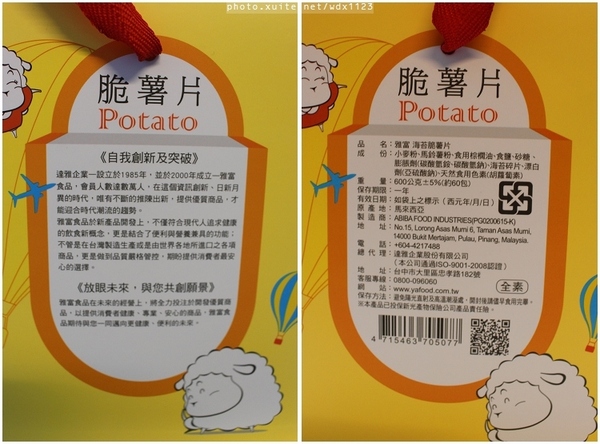 photo.xuite.net/wdx1123
脆薯片
Potato
《自我創新及突破》
達雅企業—設立於1985年，並於2000年成立—雅富
食品，會員人數達數萬人，在這個資訊創新、日新月
異的時代，唯有不斷的推陳出新，提供優質商品，才
能迎合時代潮流的趨勢。
雅富食品於新產品開發上，不僅符合現代人追求健康
的飲食新概念，更是結合了便利與營養兼具的功能；
不管是在台灣製造生產或是由世界各地所進口之各項
商品，更是做到品質嚴格管控，期盼提供消費者最安
心的選擇。
《放眼未來，與您共創願景》
雅富食品在未來的經營上，將全力投注於開發優質商
品，以提供消費者健康、專業、安心的商品，雅富食
品期待與您一同邁向更健康、便利的未來。
脆薯片
Potato
品名：雅富 海苔脆薯片
成份：小麥粉‧馬鈴薯粉‧食用棕櫚油‧食鹽‧砂糖‧
膨脹劑(碳酸氫銨‧碳酸氫鈉)‧海苔碎片‧漂白
劑(亞硫酸鈉)‧天然食用色素(胡蘿蔔素)
重量：600公克±5%(約60包)
保存期限：一年
有效日期：如袋上之標示（西元年/月/日）
原產地：馬來西亞
製造商：ABIBA FOOD INDUSTRIES(PG0200615-K)
地址：No.15, Lorong Asas Murni 6, Taman Asas Murni,
14000 Bukit Mertajam, Pulau, Pinang, Malaysia.
電話：+604-4217488
總代理：達雅企業股份有限公司
（本公司通過ISO-9001-2008認證）
地址：台中市大里區忠孝路182號
客服專線：0800-096060
網站：www.yafood.com.tw
保存方法：避免陽光直射及高溫潮濕處，開封後請儘早食用完畢。
※本產品已投保新光產物保險公司產品責任險。
全素
4 715463 705077